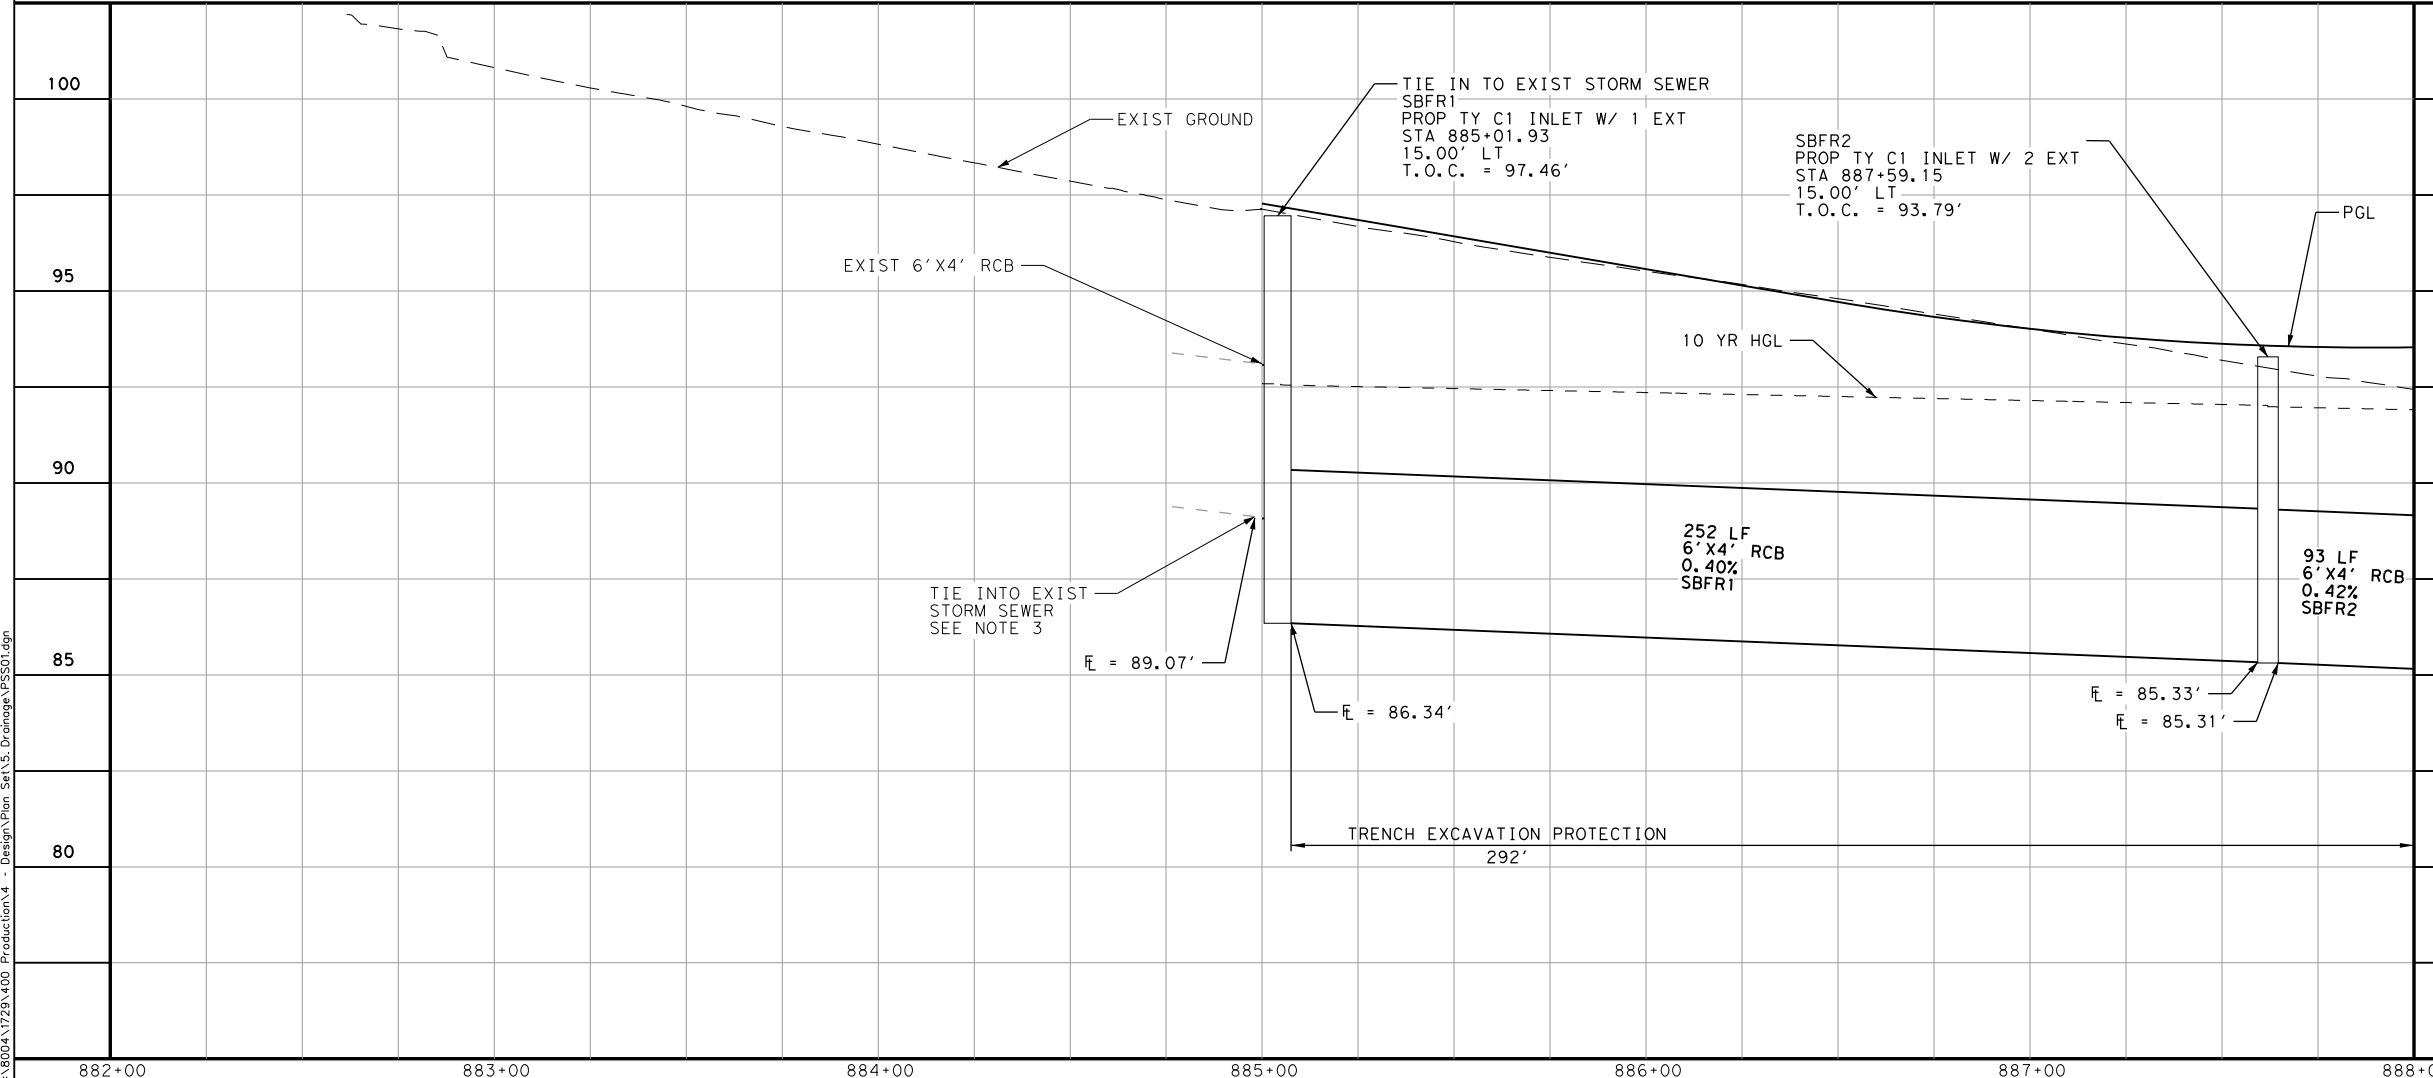 100
95
90
85
80
EXIST GROUND
TIE IN TO EXIST STORM SEWER
SBFR1
PROP TY C1 INLET W/ 1 EXT
STA 885+01.93
15.00' LT
T.O.C. = 97.46'
SBFR2
PROP TY C1 INLET W/ 2 EXT
STA 887+59.15
15.00' LT
T.O.C. = 93.79'
PGL
EXIST 6'X4' RCB
10 YR HGL
252 LF
6'X4' RCB
0.40%
SBFR1
93 LF
6'X4' RCB
0.42%
SBFR2
TIE INTO EXIST
STORM SEWER
SEE NOTE 3
FL = 89.07'
FL = 86.34'
FL = 85.33'
FL = 85.31'
TRENCH EXCAVATION PROTECTION
292'
882+00
883+00
884+00
885+00
886+00
887+00
888+0
\8004\1729\400 Production\4 - Design\Plan Set\5. Drainage\PSS01.dgn